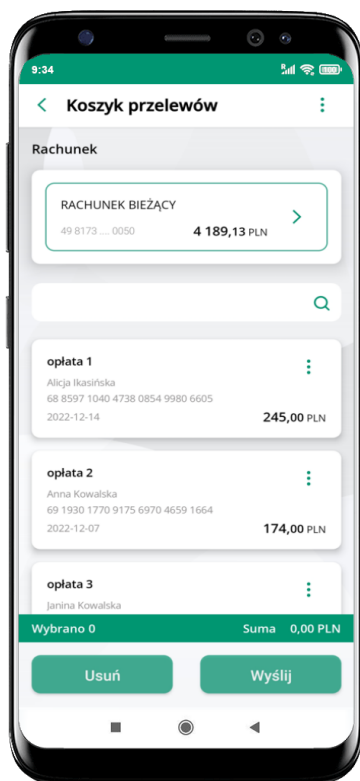 9:34
Koszyk przelewów
Rachunek
RACHUNEK BIEŻĄCY
49 8173 .... 0050 4 189,13 PLN
opłata 1
Alicja Ikasińska
68 8597 1040 4738 0854 9980 6605
2022-12-14 245,00 PLN
opłata 2
Anna Kowalska
69 1930 1770 9175 6970 4659 1664
2022-12-07 174,00 PLN
opłata 3
Janina Kowalska
Wybrano 0 Suma 0,00 PLN
Usuń Wyślij